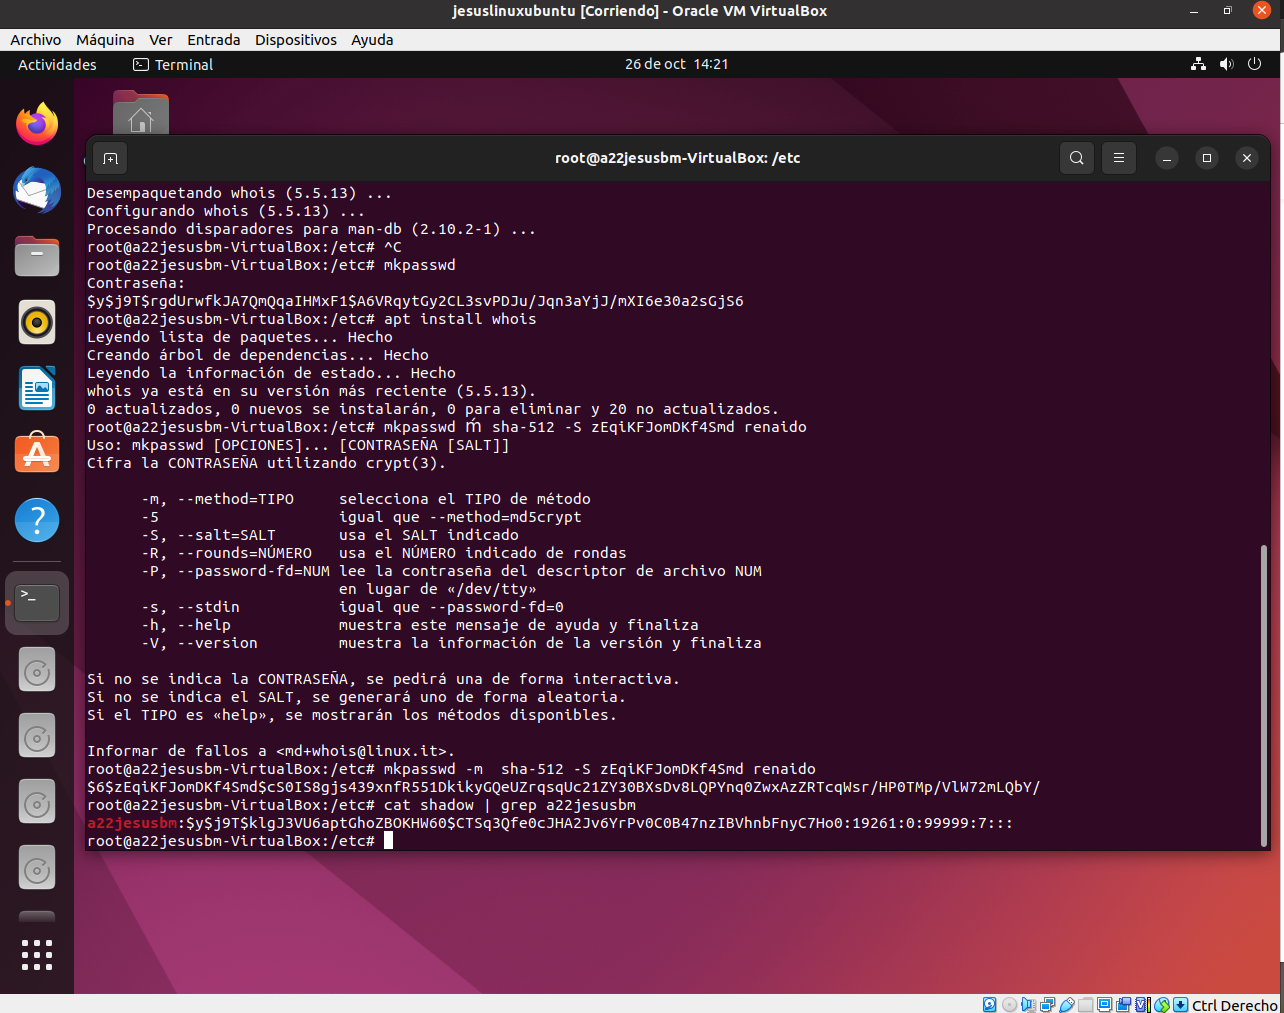 jesuslinuxubuntu [Corriendo] - Oracle VM VirtualBox
Archivo Máquina Ver Entrada Dispositivos Ayuda
Actividades Terminal 26 de oct 14:21
root@a22jesusbm-VirtualBox: /etc
Desempaquetando whois (5.5.13) ...
Configurando whois (5.5.13) ...
Procesando disparadores para man-db (2.10.2-1) ...
root@a22jesusbm-VirtualBox:/etc# ^C
root@a22jesusbm-VirtualBox:/etc# mkpasswd
Contraseña:
$y$j9T$rgdUrwfkJA7QmQqaIHMxF1$A6VRqytGy2CL3svPDJu/Jqn3aYjJ/mXI6e30a2sGjS6
root@a22jesusbm-VirtualBox:/etc# apt install whois
Leyendo lista de paquetes... Hecho
Creando árbol de dependencias... Hecho
Leyendo la información de estado... Hecho
whois ya está en su versión más reciente (5.5.13).
0 actualizados, 0 nuevos se instalarán, 0 para eliminar y 20 no actualizados.
root@a22jesusbm-VirtualBox:/etc# mkpasswd ḿ sha-512 -S zEqiKFJomDKf4Smd renaido
Uso: mkpasswd [OPCIONES]... [CONTRASEÑA [SALT]]
Cifra la CONTRASEÑA utilizando crypt(3).
-m, --method=TIPO selecciona el TIPO de método
-5 igual que --method=md5crypt
-S, --salt=SALT usa el SALT indicado
-R, --rounds=NÚMERO usa el NÚMERO indicado de rondas
-P, --password-fd=NUM lee la contraseña del descriptor de archivo NUM
en lugar de «/dev/tty»
-s, --stdin igual que --password-fd=0
-h, --help muestra este mensaje de ayuda y finaliza
-V, --version muestra la información de la versión y finaliza
Si no se indica la CONTRASEÑA, se pedirá una de forma interactiva.
Si no se indica el SALT, se generará uno de forma aleatoria.
Si el TIPO es «help», se mostrarán los métodos disponibles.
Informar de fallos a <md+whois@linux.it>.
root@a22jesusbm-VirtualBox:/etc# mkpasswd -m  sha-512 -S zEqiKFJomDKf4Smd renaido
$6$zEqiKFJomDKf4Smd$cS0IS8gjs439xnfR551DkikyGQeUZrqsqUc21ZY30BXsDv8LQPYnq0ZwxAzZRTcqWsr/HP0TMp/VlW72mLQbY/
root@a22jesusbm-VirtualBox:/etc# cat shadow | grep a22jesusbm
a22jesusbm:$y$j9T$klgJ3VU6aptGhoZBOKHW60$CTSq3Qfe0cJHA2Jv6YrPv0C0B47nzIBVhnbFnyC7Ho0:19261:0:99999:7:::
root@a22jesusbm-VirtualBox:/etc#
Ctrl Derecho